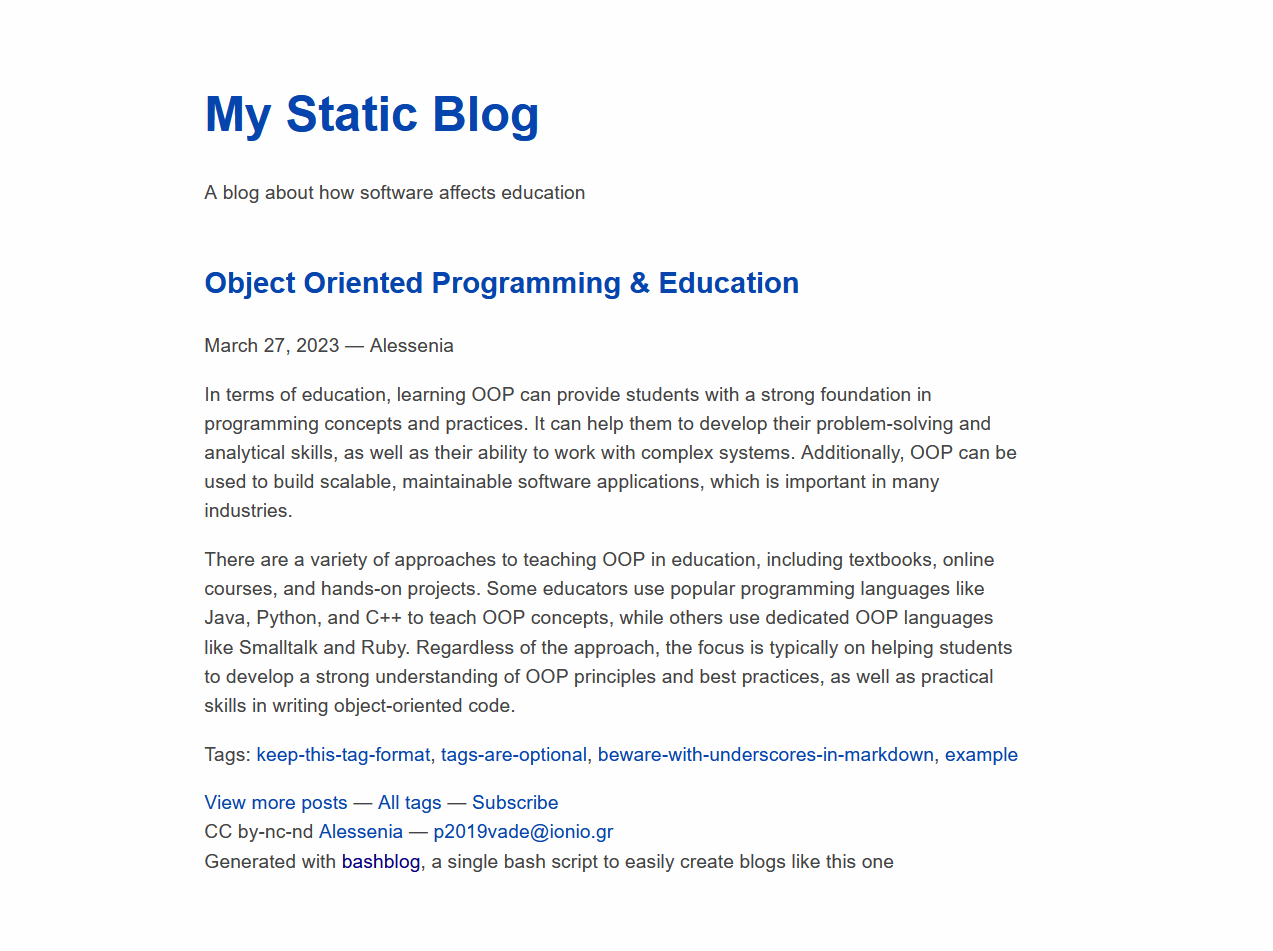 My Static Blog
A blog about how software affects education
Object Oriented Programming & Education
March 27, 2023 — Alessenia
In terms of education, learning OOP can provide students with a strong foundation in
programming concepts and practices. It can help them to develop their problem-solving and
analytical skills, as well as their ability to work with complex systems. Additionally, OOP can be
used to build scalable, maintainable software applications, which is important in many
industries.
There are a variety of approaches to teaching OOP in education, including textbooks, online
courses, and hands-on projects. Some educators use popular programming languages like
Java, Python, and C++ to teach OOP concepts, while others use dedicated OOP languages
like Smalltalk and Ruby. Regardless of the approach, the focus is typically on helping students
to develop a strong understanding of OOP principles and best practices, as well as practical
skills in writing object-oriented code.
Tags: keep-this-tag-format, tags-are-optional, beware-with-underscores-in-markdown, example
View more posts — All tags — Subscribe
CC by-nc-nd Alessenia — p2019vade@ionio.gr
Generated with bashblog, a single bash script to easily create blogs like this one